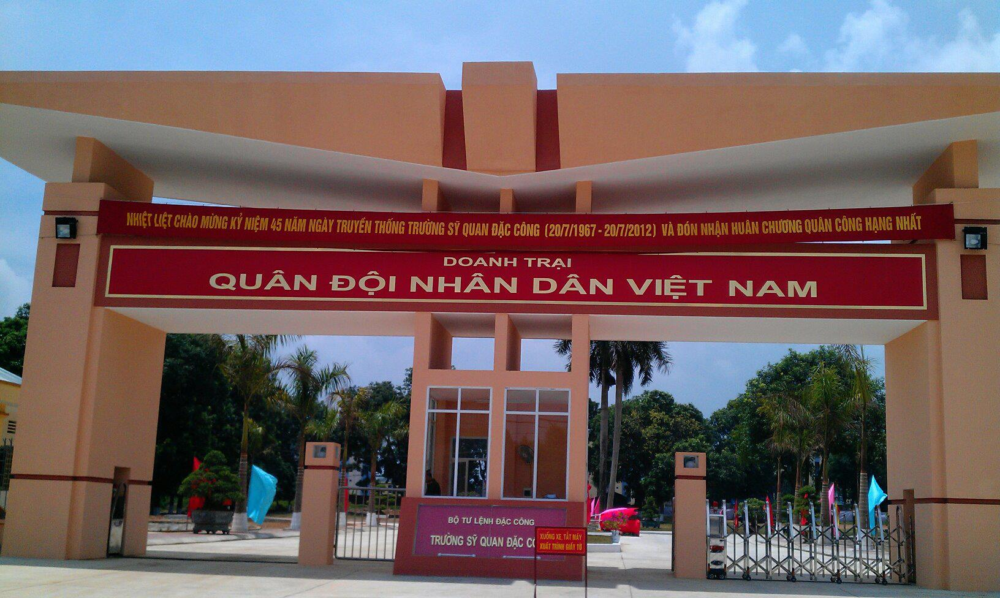 NHIỆT LIỆT CHÀO MỪNG KỶ NIỆM 45 NĂM NGÀY TRUYỀN THỐNG TRƯỜNG SỸ QUAN ĐẶC CÔNG (20/7/1967 - 20/7/2012) VÀ ĐÓN NHẬN HUÂN CHƯƠNG QUÂN CÔNG HẠNG NHẤT
DOANH TRẠI
QUÂN ĐỘI NHÂN DÂN VIỆT NAM
BỘ TƯ LỆNH ĐẶC CÔNG
TRƯỜNG SỸ QUAN ĐẶC
XUỐNG XE, TẮT MÁY
XUẤT TRÌNH GIẤY TỜ